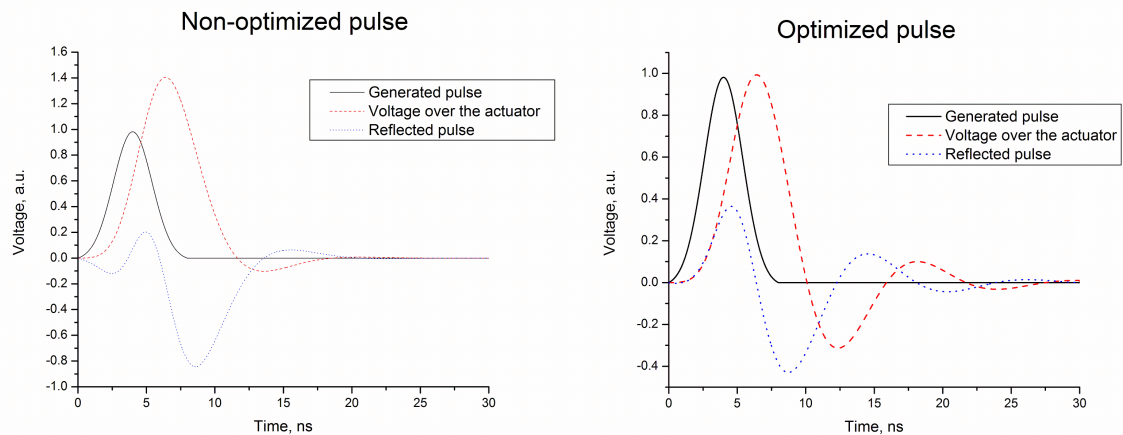 Non-optimized pulse
1.6
1.4
1.2
1.0
0.8
0.6
0.4
0.2
0.0
-0.2
-0.4
-0.6
-0.8
-1.0
Voltage, a.u.
Generated pulse
Voltage over the actuator
Reflected pulse
0 5 10 15 20 25 30
Time, ns
Optimized pulse
1.0
0.8
0.6
0.4
0.2
0.0
-0.2
-0.4
Voltage, a.u.
Generated pulse
Voltage over the actuator
Reflected pulse
0 5 10 15 20 25 30
Time, ns